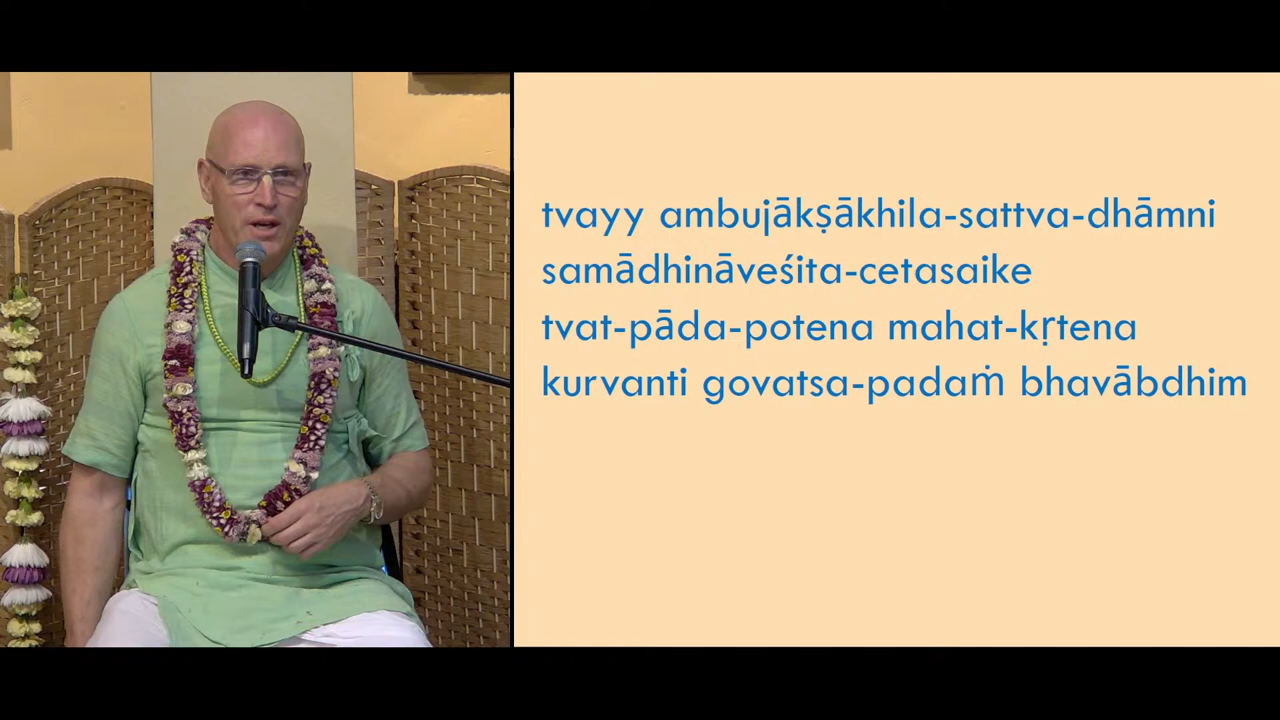 tvayy ambujākṣākhila-sattva-dhāmni
samādhināveśita-cetasaike
tvat-pāda-potena mahat-kṛtena
kurvanti govatsa-padaṁ bhavābdhim